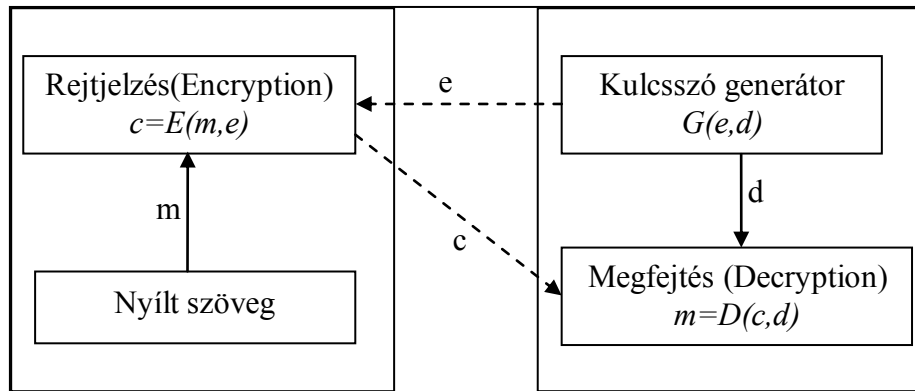 Rejtjelzés(Encryption)
c=E(m,e)
e
Kulcsszó generátor
G(e,d)
m
c
d
Nyílt szöveg
Megfejtés (Decryption)
m=D(c,d)